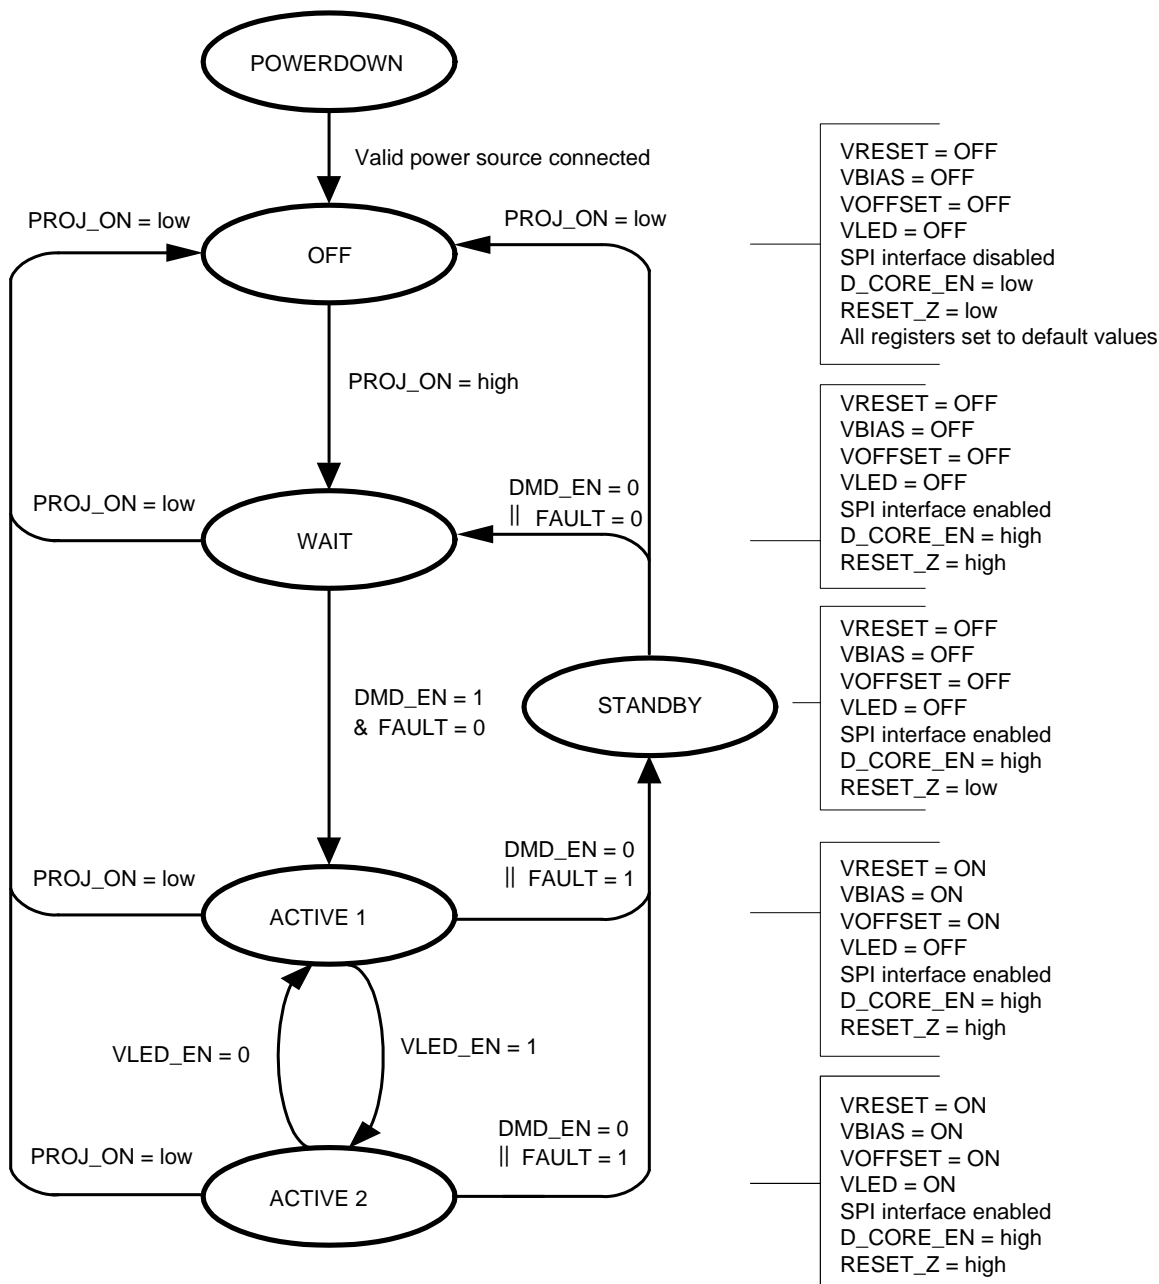 POWERDOWN
Valid power source connected
PROJ_ON = low
OFF
PROJ_ON = low
VRESET = OFF
VBIAS = OFF
VOFFSET = OFF
VLED = OFF
SPI interface disabled
D_CORE_EN = low
RESET_Z = low
All registers set to default values
PROJ_ON = high
PROJ_ON = low
WAIT
DMD_EN = 0
|| FAULT = 0
VRESET = OFF
VBIAS = OFF
VOFFSET = OFF
VLED = OFF
SPI interface enabled
D_CORE_EN = high
RESET_Z = high
DMD_EN = 1
& FAULT = 0
STANDBY
VRESET = OFF
VBIAS = OFF
VOFFSET = OFF
VLED = OFF
SPI interface enabled
D_CORE_EN = high
RESET_Z = low
PROJ_ON = low
ACTIVE 1
DMD_EN = 0
|| FAULT = 1
VRESET = ON
VBIAS = ON
VOFFSET = ON
VLED = OFF
SPI interface enabled
D_CORE_EN = high
RESET_Z = high
VLED_EN = 0
VLED_EN = 1
PROJ_ON = low
ACTIVE 2
DMD_EN = 0
|| FAULT = 1
VRESET = ON
VBIAS = ON
VOFFSET = ON
VLED = ON
SPI interface enabled
D_CORE_EN = high
RESET_Z = high